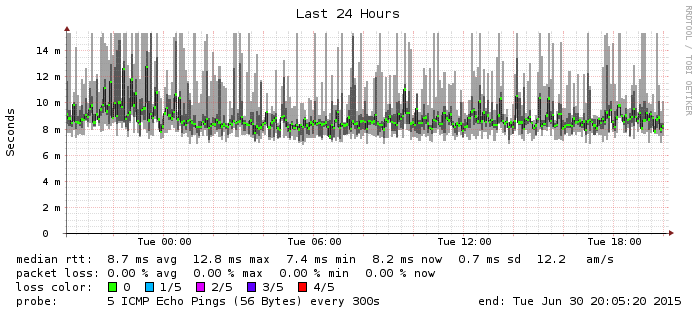 Last 24 Hours
RRDTOOL / TOBI OETIKER
Seconds
14 m
12 m
10 m
8 m
6 m
4 m
2 m
0
Tue 00:00 Tue 06:00 Tue 12:00 Tue 18:00
median rtt: 8.7 ms avg 12.8 ms max 7.4 ms min 8.2 ms now 0.7 ms sd 12.2 am/s
packet loss: 0.00 % avg 0.00 % max 0.00 % min 0.00 % now
loss color: 0 1/5 2/5 3/5 4/5
probe: 5 ICMP Echo Pings (56 Bytes) every 300s end: Tue Jun 30 20:05:20 2015